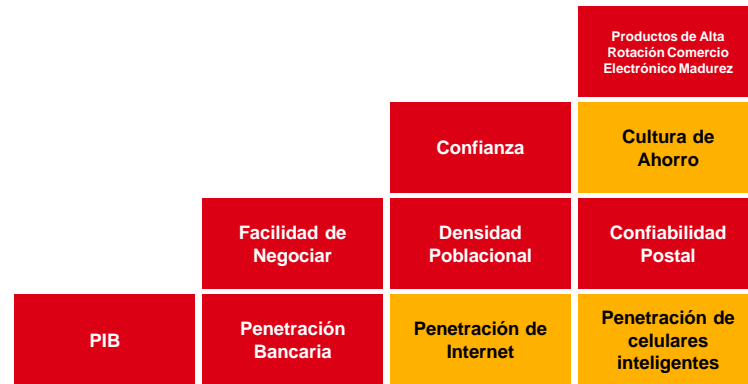 Productos de Alta
Rotación Comercio
Electrónico Madurez
Confianza
Cultura de
Ahorro
Facilidad de
Negociar
Densidad
Poblacional
Confiabilidad
Postal
PIB
Penetración
Bancaria
Penetración de
Internet
Penetración de
celulares
inteligentes